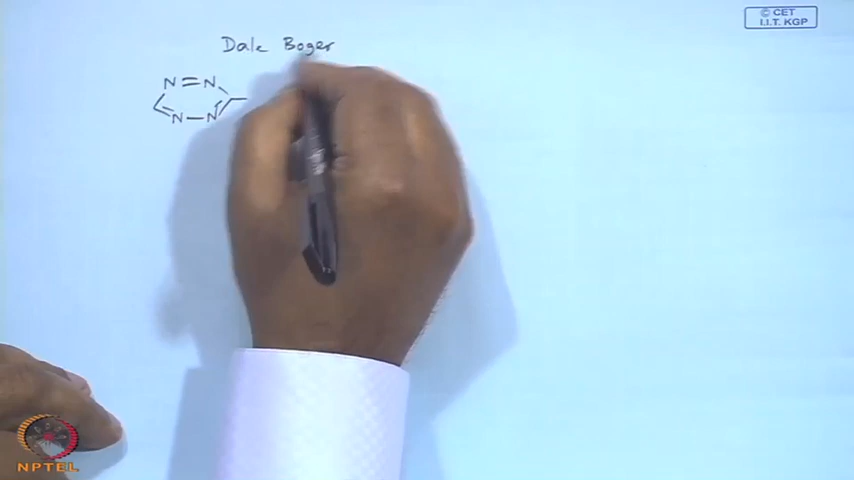 © CET
I.I.T. KGP
Dale Boger
N=N
N-N
NPTEL